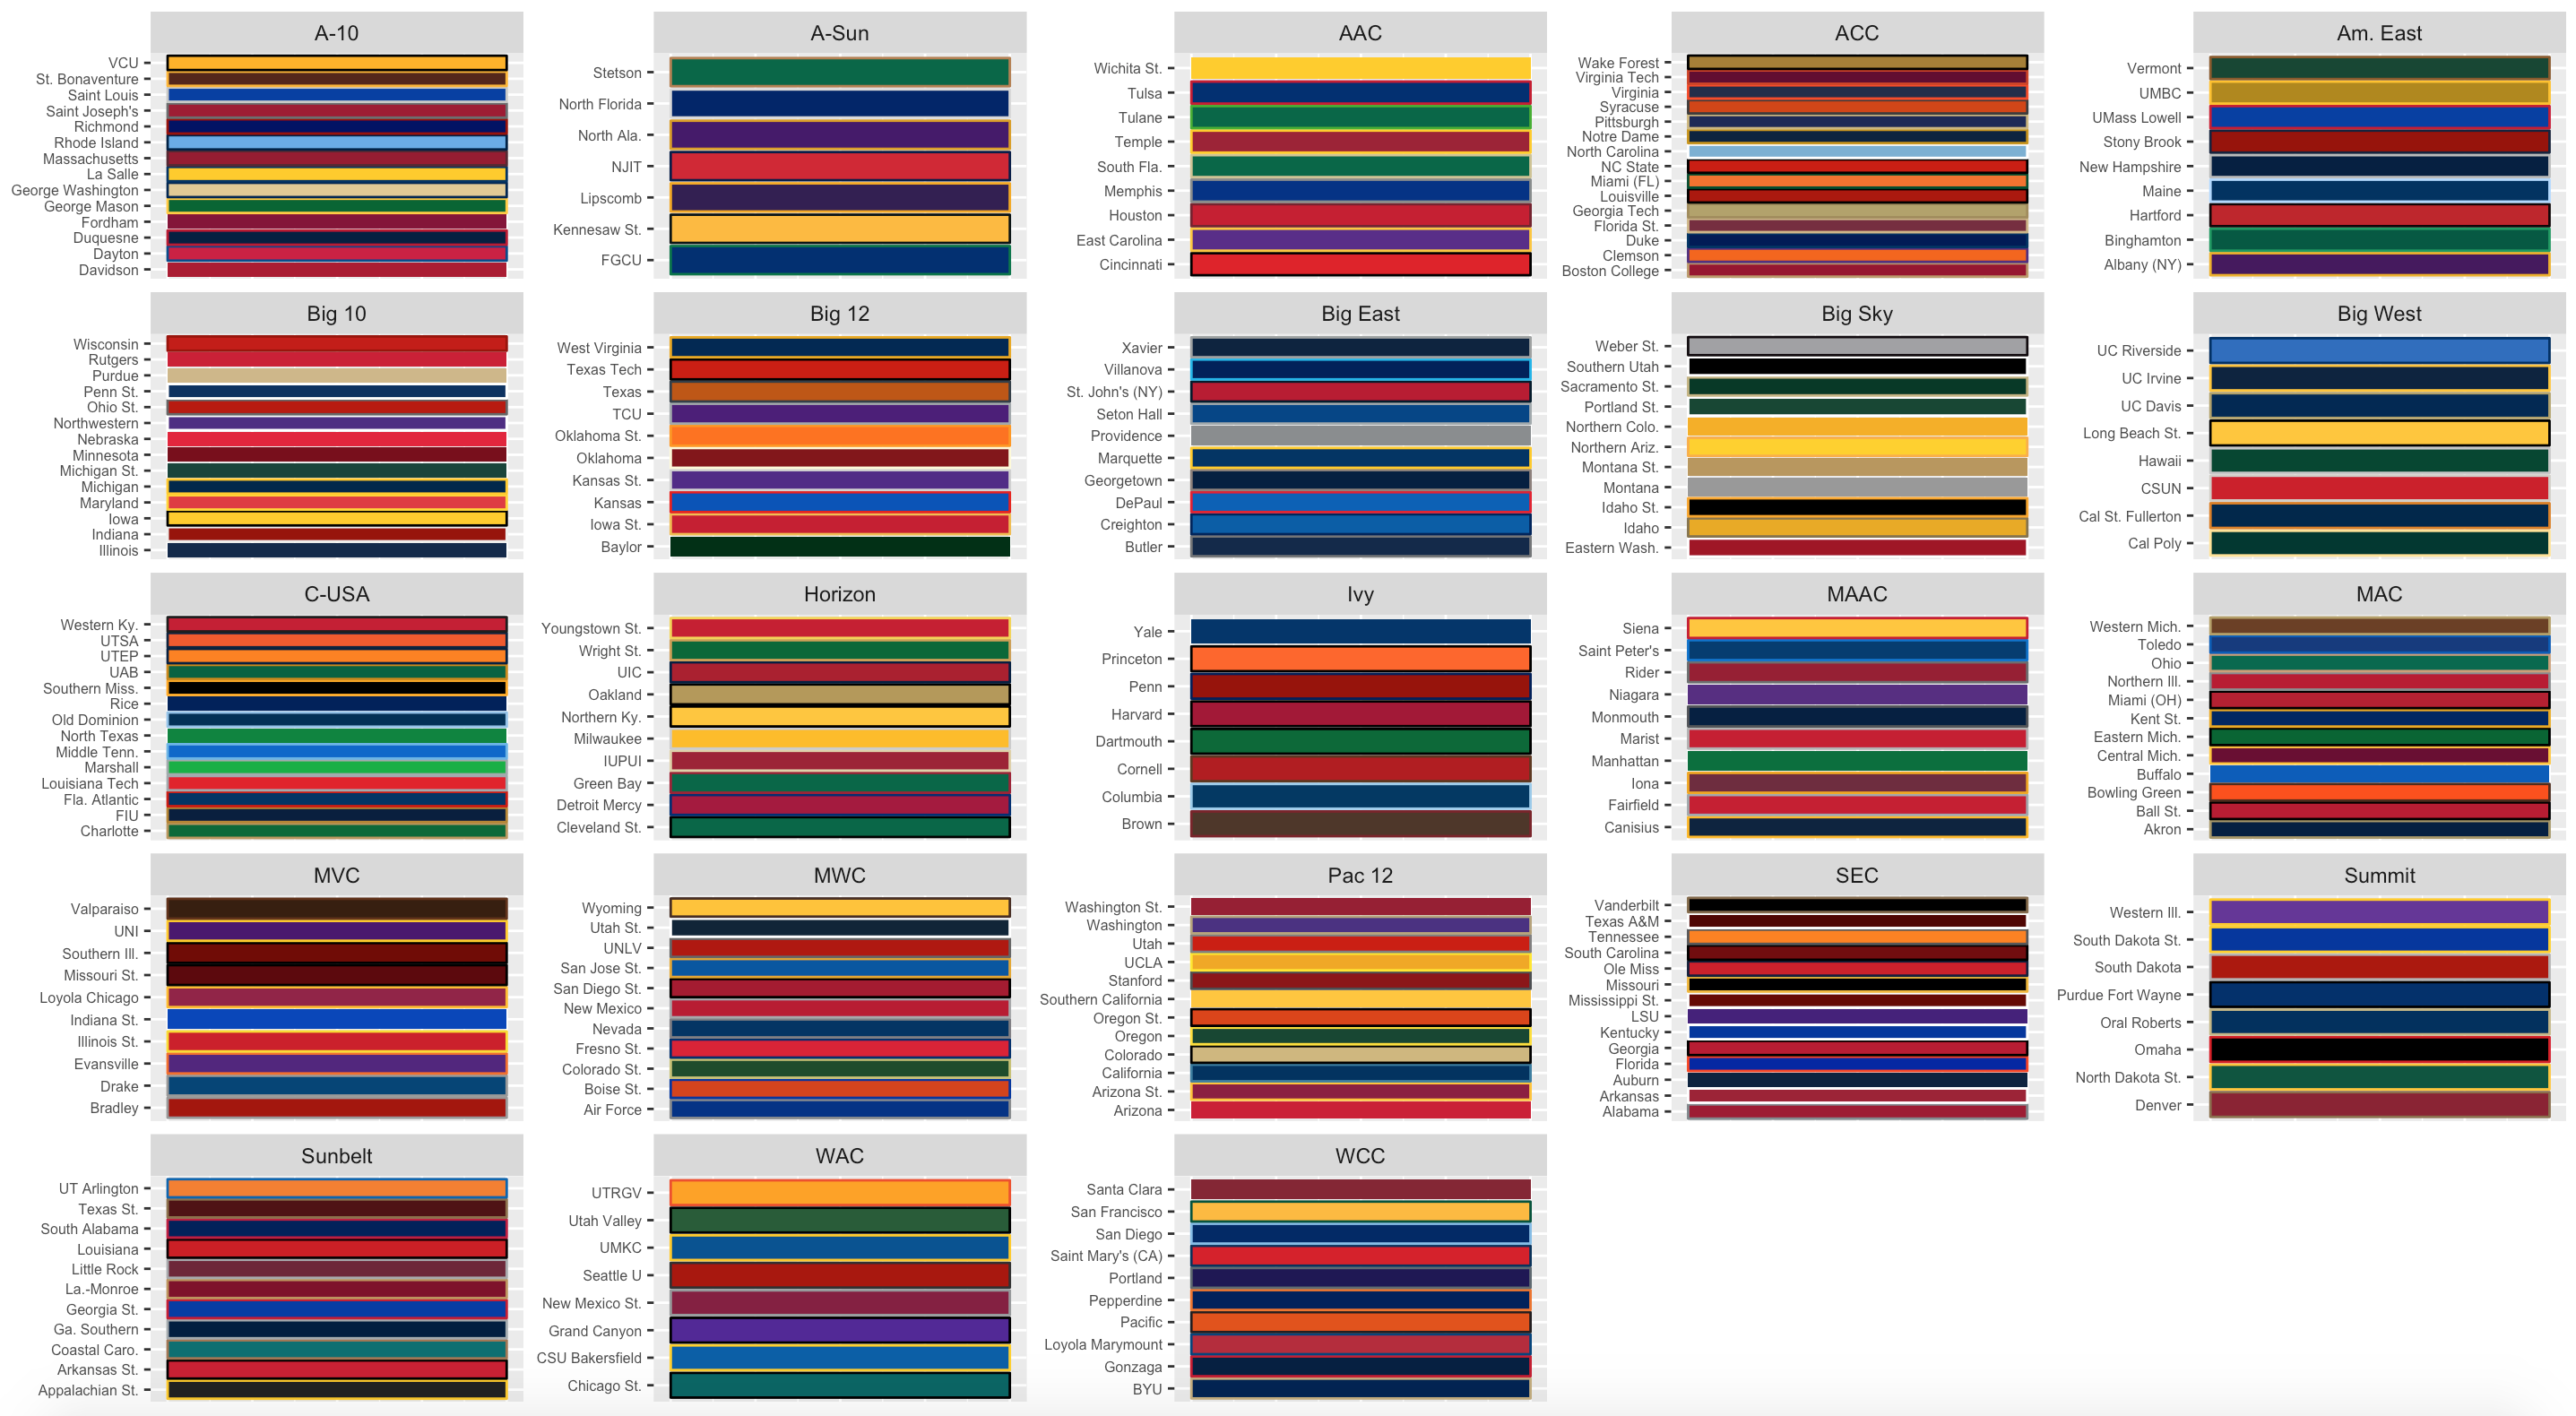 A-10
VCU
St. Bonaventure
Saint Louis
Saint Joseph's
Richmond
Rhode Island
Massachusetts
La Salle
George Washington
George Mason
Fordham
Duquesne
Dayton
Davidson
A-Sun
Stetson
North Florida
North Ala.
NJIT
Lipscomb
Kennesaw St.
FGCU
AAC
Wichita St.
Tulsa
Tulane
Temple
South Fla.
Memphis
Houston
East Carolina
Cincinnati
ACC
Wake Forest
Virginia Tech
Virginia
Syracuse
Pittsburgh
Notre Dame
North Carolina
NC State
Miami (FL)
Louisville
Georgia Tech
Florida St.
Duke
Clemson
Boston College
Am. East
Vermont
UMBC
UMass Lowell
Stony Brook
New Hampshire
Maine
Hartford
Binghamton
Albany (NY)
Big 10
Wisconsin
Rutgers
Purdue
Penn St.
Ohio St.
Northwestern
Nebraska
Minnesota
Michigan St.
Michigan
Maryland
Iowa
Indiana
Illinois
Big 12
West Virginia
Texas Tech
Texas
TCU
Oklahoma St.
Oklahoma
Kansas St.
Kansas
Iowa St.
Baylor
Big East
Xavier
Villanova
St. John's (NY)
Seton Hall
Providence
Marquette
Georgetown
DePaul
Creighton
Butler
Big Sky
Weber St.
Southern Utah
Sacramento St.
Portland St.
Northern Colo.
Northern Ariz.
Montana St.
Montana
Idaho St.
Idaho
Eastern Wash.
Big West
UC Riverside
UC Irvine
UC Davis
Long Beach St.
Hawaii
CSUN
Cal St. Fullerton
Cal Poly
C-USA
Western Ky.
UTSA
UTEP
UAB
Southern Miss.
Rice
Old Dominion
North Texas
Middle Tenn.
Marshall
Louisiana Tech
Fla. Atlantic
FIU
Charlotte
Horizon
Youngstown St.
Wright St.
UIC
Oakland
Northern Ky.
Milwaukee
IUPUI
Green Bay
Detroit Mercy
Cleveland St.
Ivy
Yale
Princeton
Penn
Harvard
Dartmouth
Cornell
Columbia
Brown
MAAC
Siena
Saint Peter's
Rider
Niagara
Monmouth
Marist
Manhattan
Iona
Fairfield
Canisius
MAC
Western Mich.
Toledo
Ohio
Northern Ill.
Miami (OH)
Kent St.
Eastern Mich.
Central Mich.
Buffalo
Bowling Green
Ball St.
Akron
MVC
Valparaiso
UNI
Southern Ill.
Missouri St.
Loyola Chicago
Indiana St.
Illinois St.
Evansville
Drake
Bradley
MWC
Wyoming
Utah St.
UNLV
San Jose St.
San Diego St.
New Mexico
Nevada
Fresno St.
Colorado St.
Boise St.
Air Force
Pac 12
Washington St.
Washington
Utah
UCLA
Stanford
Southern California
Oregon St.
Oregon
Colorado
California
Arizona St.
Arizona
SEC
Vanderbilt
Texas A&M
Tennessee
South Carolina
Ole Miss
Missouri
Mississippi St.
LSU
Kentucky
Georgia
Florida
Auburn
Arkansas
Alabama
Summit
Western Ill.
South Dakota St.
South Dakota
Purdue Fort Wayne
Oral Roberts
Omaha
North Dakota St.
Denver
Sunbelt
UT Arlington
Texas St.
South Alabama
Louisiana
Little Rock
La.-Monroe
Georgia St.
Ga. Southern
Coastal Caro.
Arkansas St.
Appalachian St.
WAC
UTRGV
Utah Valley
UMKC
Seattle U
New Mexico St.
Grand Canyon
CSU Bakersfield
Chicago St.
WCC
Santa Clara
San Francisco
San Diego
Saint Mary's (CA)
Portland
Pepperdine
Pacific
Loyola Marymount
Gonzaga
BYU